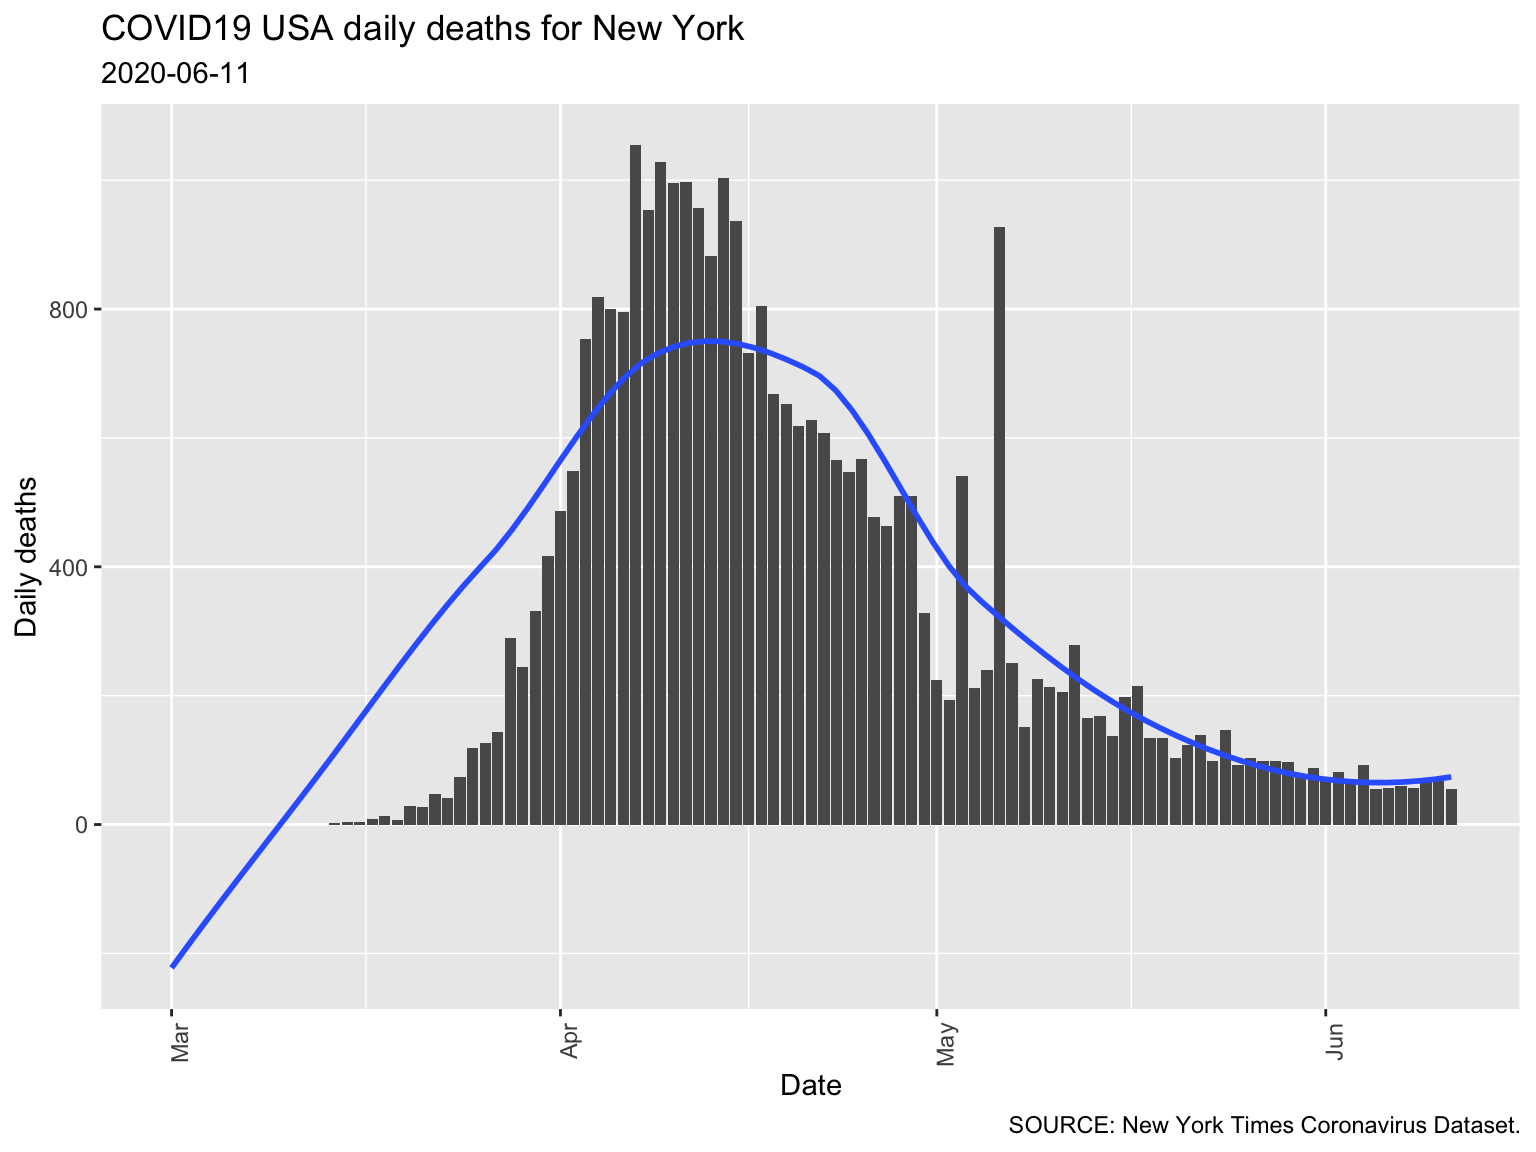 COVID19 USA daily deaths for New York
2020-06-11
Daily deaths
800
400
0
Mar
Apr
May
Jun
Date
SOURCE: New York Times Coronavirus Dataset.